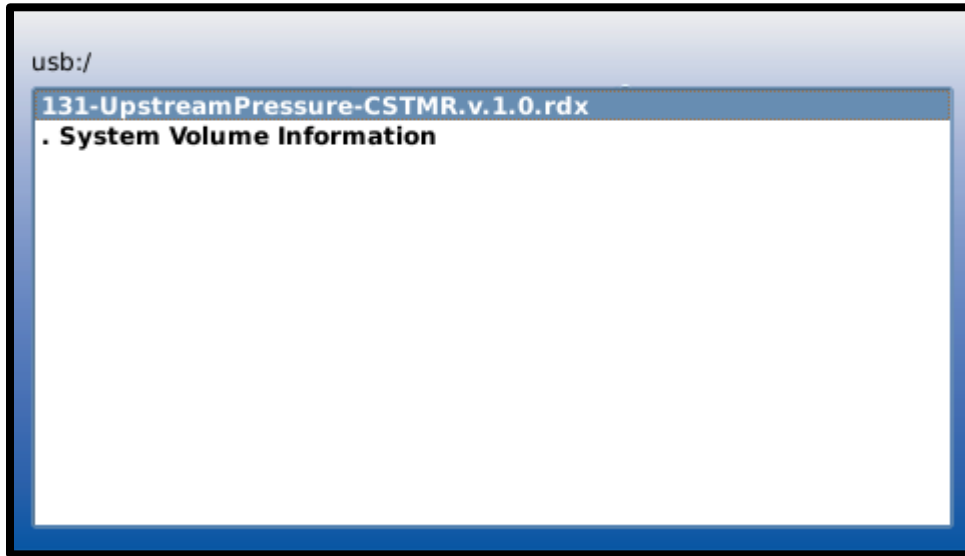 usb:/
131-UpstreamPressure-CSTMR.v.1.0.rdx
. System Volume Information